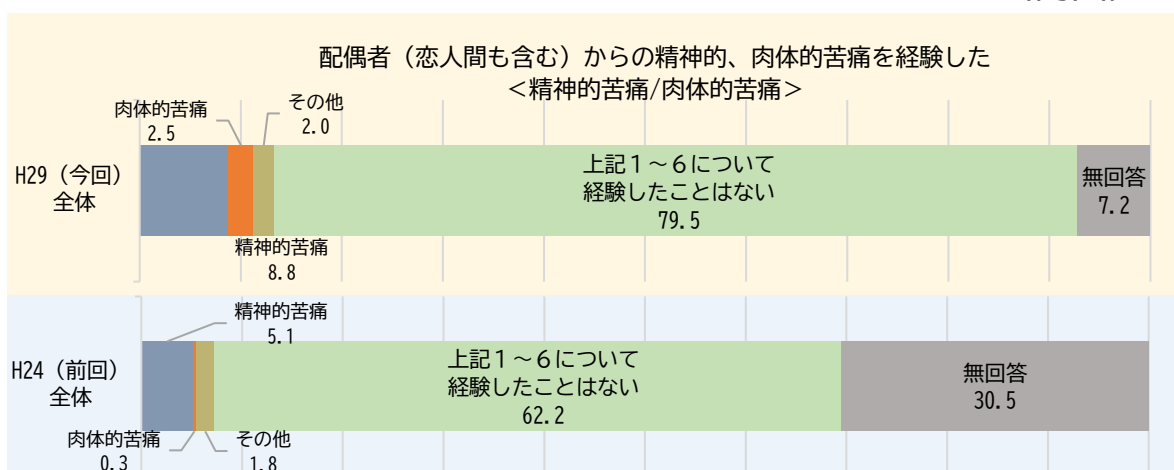 配偶者（恋人間も含む）からの精神的、肉体的苦痛を経験した
＜精神的苦痛/肉体的苦痛＞
肉体的苦痛
2.5
その他
2.0
H29（今回）
全体
上記１～６について
経験したことはない
79.5
無回答
7.2
精神的苦痛
8.8
精神的苦痛
5.1
H24（前回）
全体
上記１～６について
経験したことはない
62.2
無回答
30.5
肉体的苦痛
0.3
その他
1.8